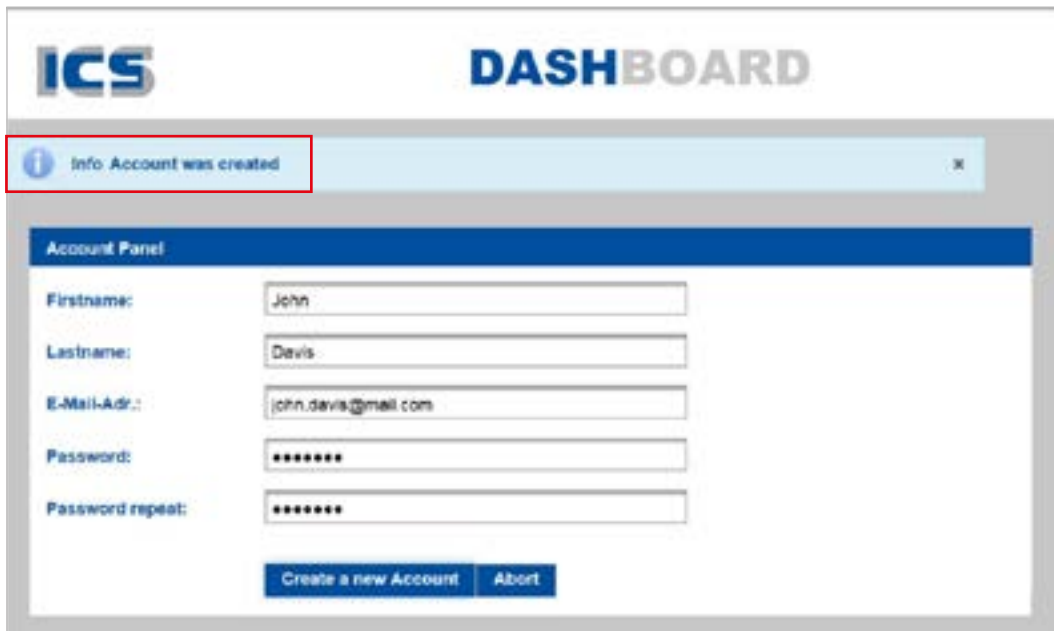 ICS
DASHBOARD
Info Account was created ×
Account Panel
Firstname: John
Lastname: Davis
E-Mail-Adr.: john.davis@mail.com
Password: •••••••
Password repeat: •••••••
Create a new Account Abort